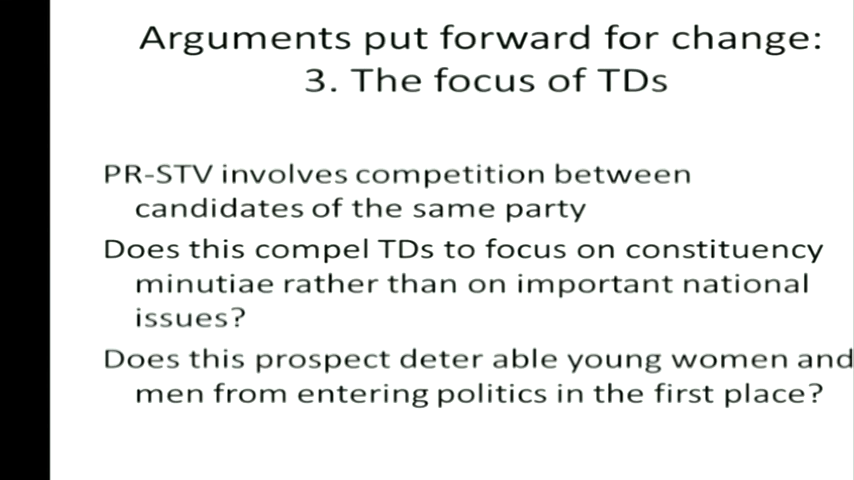 Arguments put forward for change:
3. The focus of TDs
PR-STV involves competition between
candidates of the same party
Does this compel TDs to focus on constituency
minutiae rather than on important national
issues?
Does this prospect deter able young women and
men from entering politics in the first place?